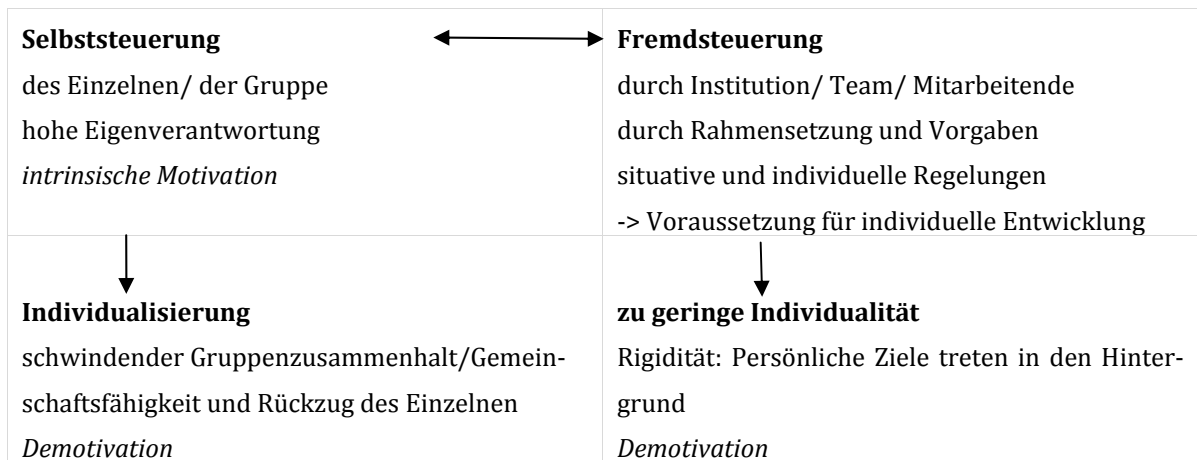 Selbststeuerung
des Einzelnen/ der Gruppe
hohe Eigenverantwortung
intrinsische Motivation
Fremdsteuerung
durch Institution/ Team/ Mitarbeitende
durch Rahmensetzung und Vorgaben
situative und individuelle Regelungen
-> Voraussetzung für individuelle Entwicklung
Individualisierung
schwindender Gruppenzusammenhalt/Gemein-
schaftsfähigkeit und Rückzug des Einzelnen
Demotivation
zu geringe Individualität
Rigidität: Persönliche Ziele treten in den Hinter-
grund
Demotivation